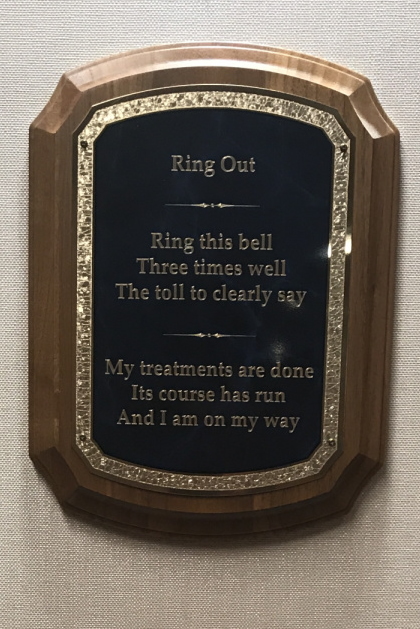 Ring Out
Ring this bell
Three times well
The toll to clearly say
My treatments are done
Its course has run
And I am on my way